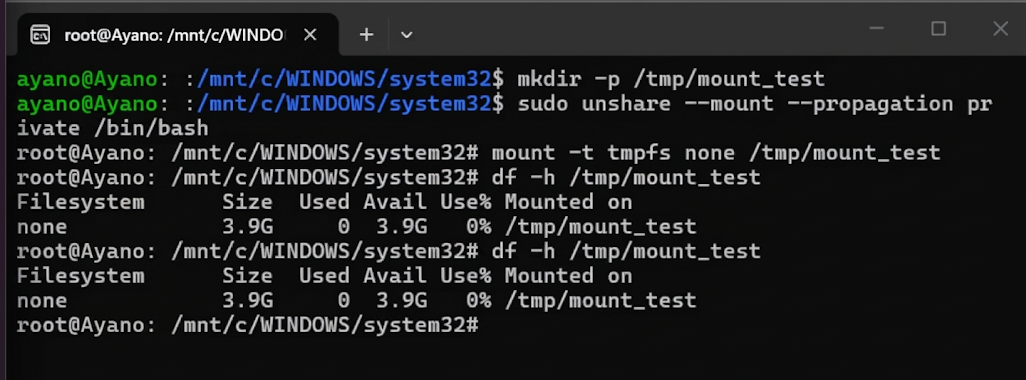 root@Ayano: /mnt/c/WINDO
ayano@Ayano: :/mnt/c/WINDOWS/system32$ mkdir -p /tmp/mount_test
ayano@Ayano: :/mnt/c/WINDOWS/system32$ sudo unshare --mount --propagation pr
ivate /bin/bash
root@Ayano: /mnt/c/WINDOWS/system32# mount -t tmpfs none /tmp/mount_test
root@Ayano: /mnt/c/WINDOWS/system32# df -h /tmp/mount_test
Filesystem      Size  Used Avail Use% Mounted on
none            3.9G     0  3.9G   0% /tmp/mount_test
root@Ayano: /mnt/c/WINDOWS/system32# df -h /tmp/mount_test
Filesystem      Size  Used Avail Use% Mounted on
none            3.9G     0  3.9G   0% /tmp/mount_test
root@Ayano: /mnt/c/WINDOWS/system32#